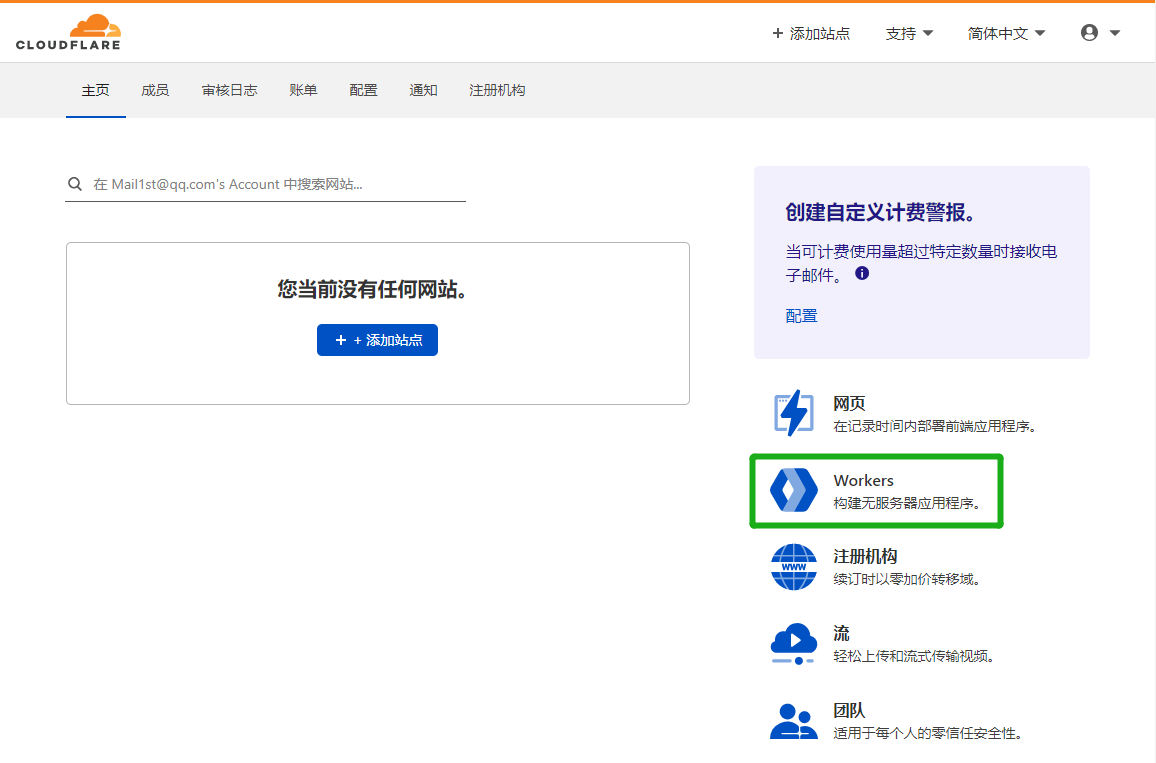 CLOUDFLARE
+ 添加站点
支持
简体中文
主页
成员
审核日志
账单
配置
通知
注册机构
在 Mail1st@qq.com's Account 中搜索网站...
您当前没有任何网站。
+ + 添加站点
创建自定义计费警报。
当可计费使用量超过特定数量时接收电
子邮件。
配置
网页
在记录时间内部署前端应用程序。
Workers
构建无服务器应用程序。
WWW
注册机构
续订时以零加价转移域。
流
轻松上传和流式传输视频。
团队
适用于每个人的零信任安全性。